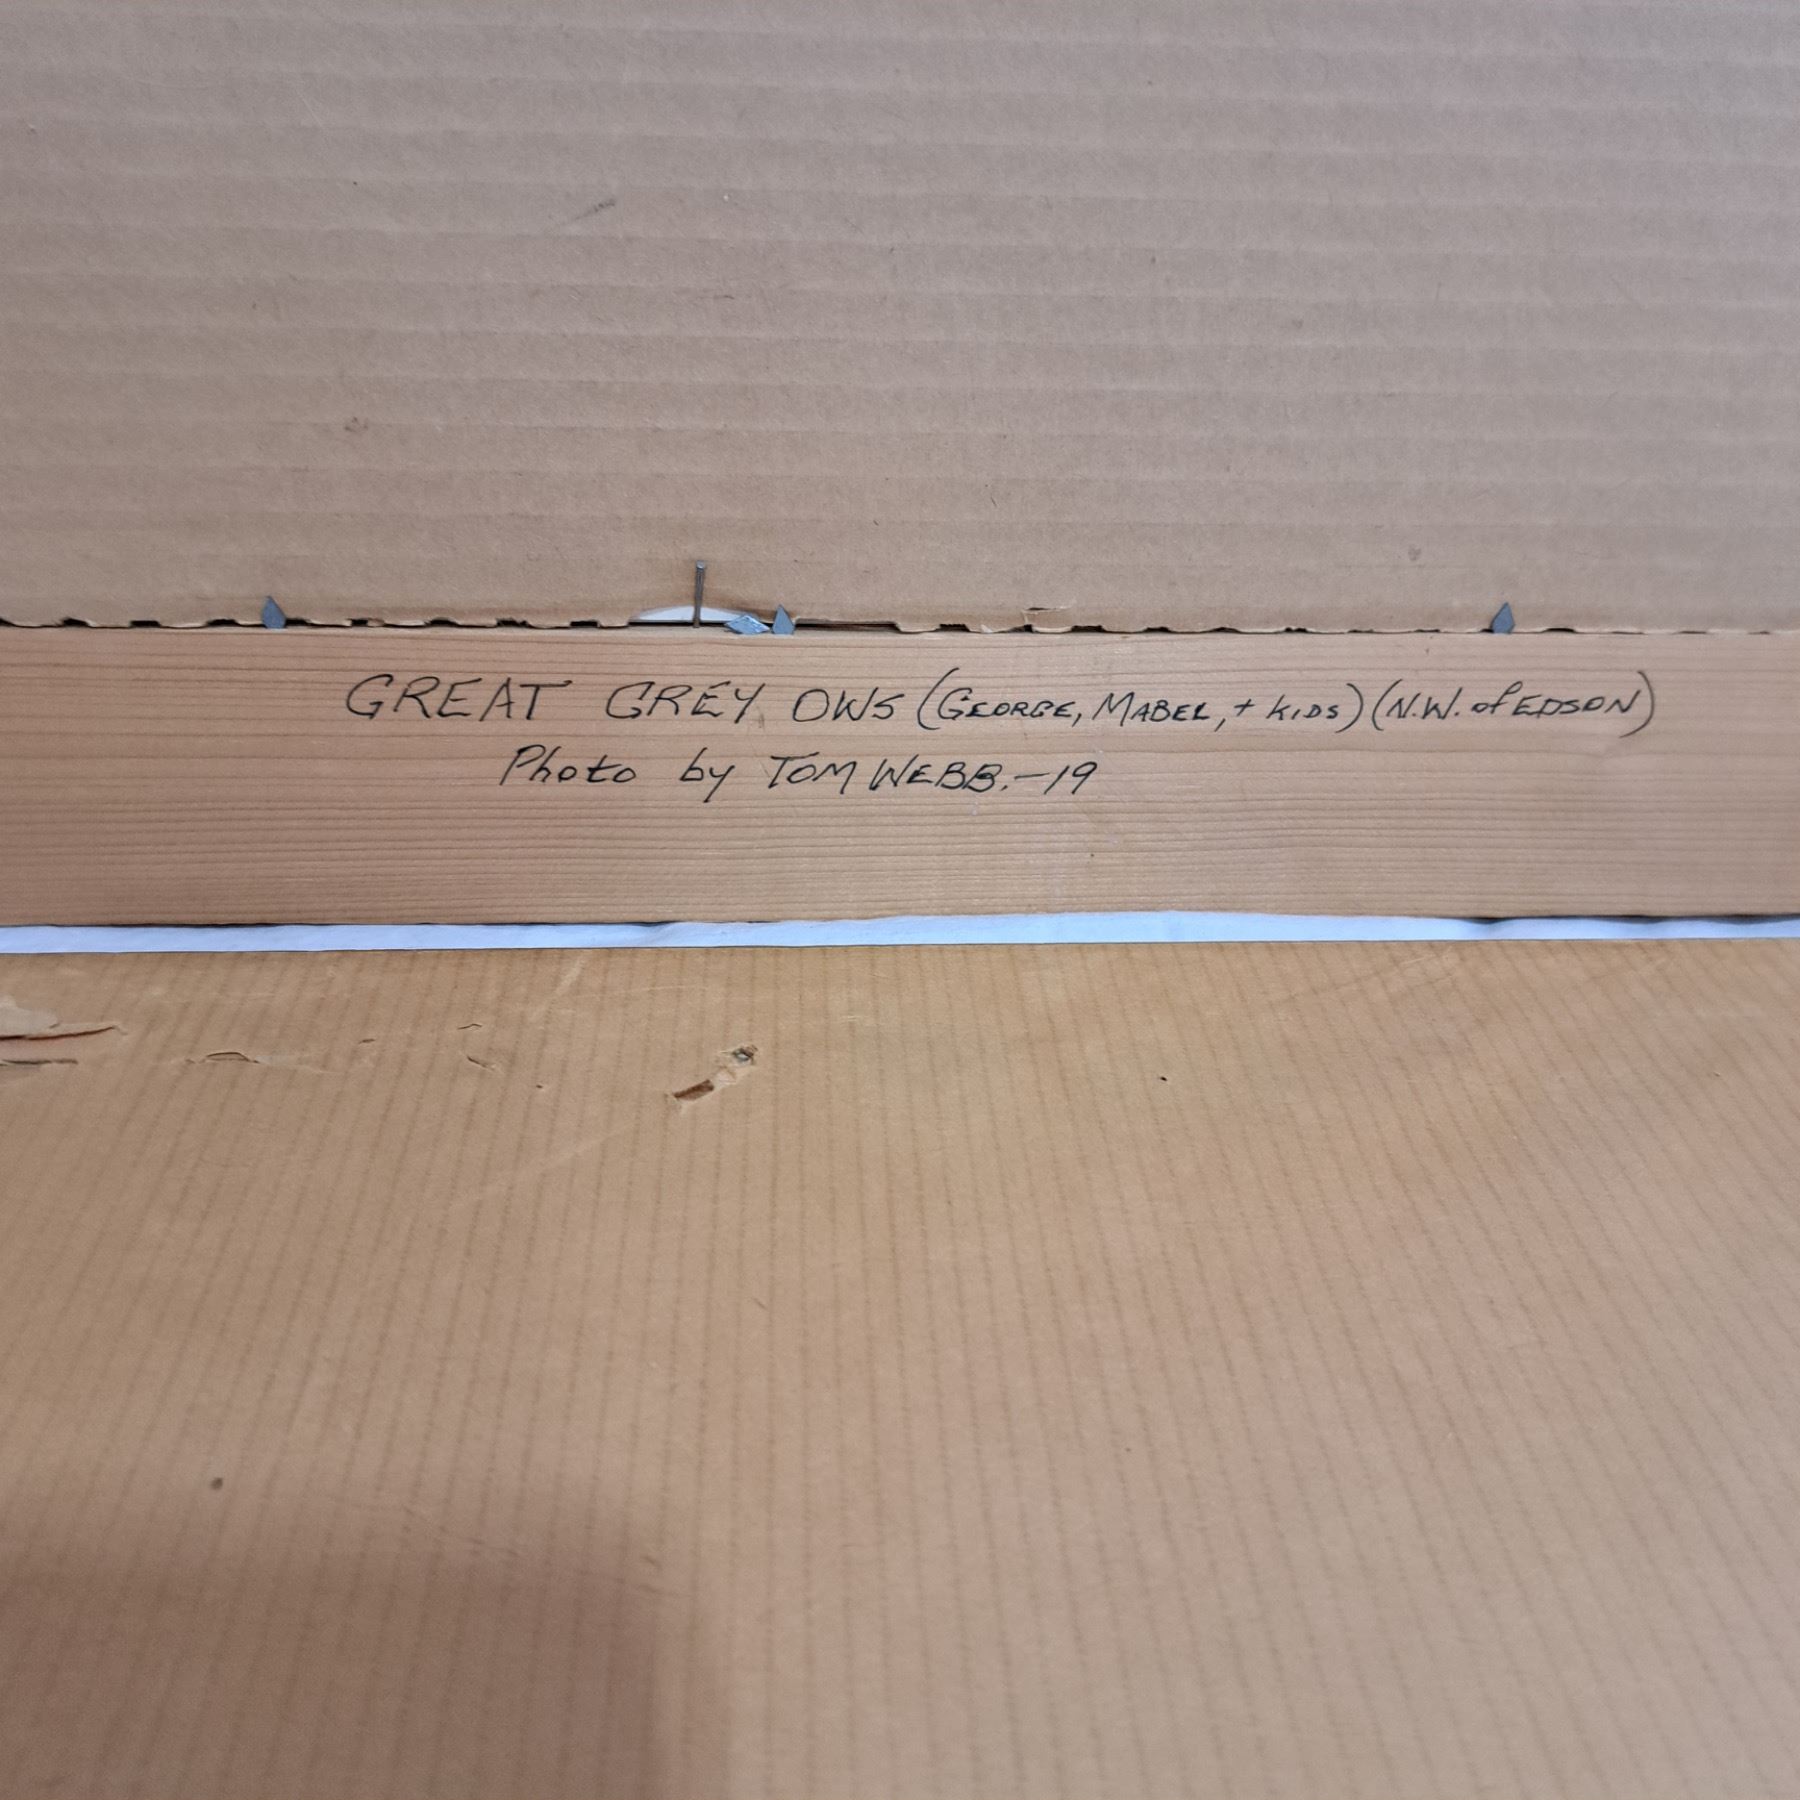 GREAT GREY OWS (GEORGE, MABEL, + KIDS) (N.W. of EDSON)
Photo by TOM WEBB. -19